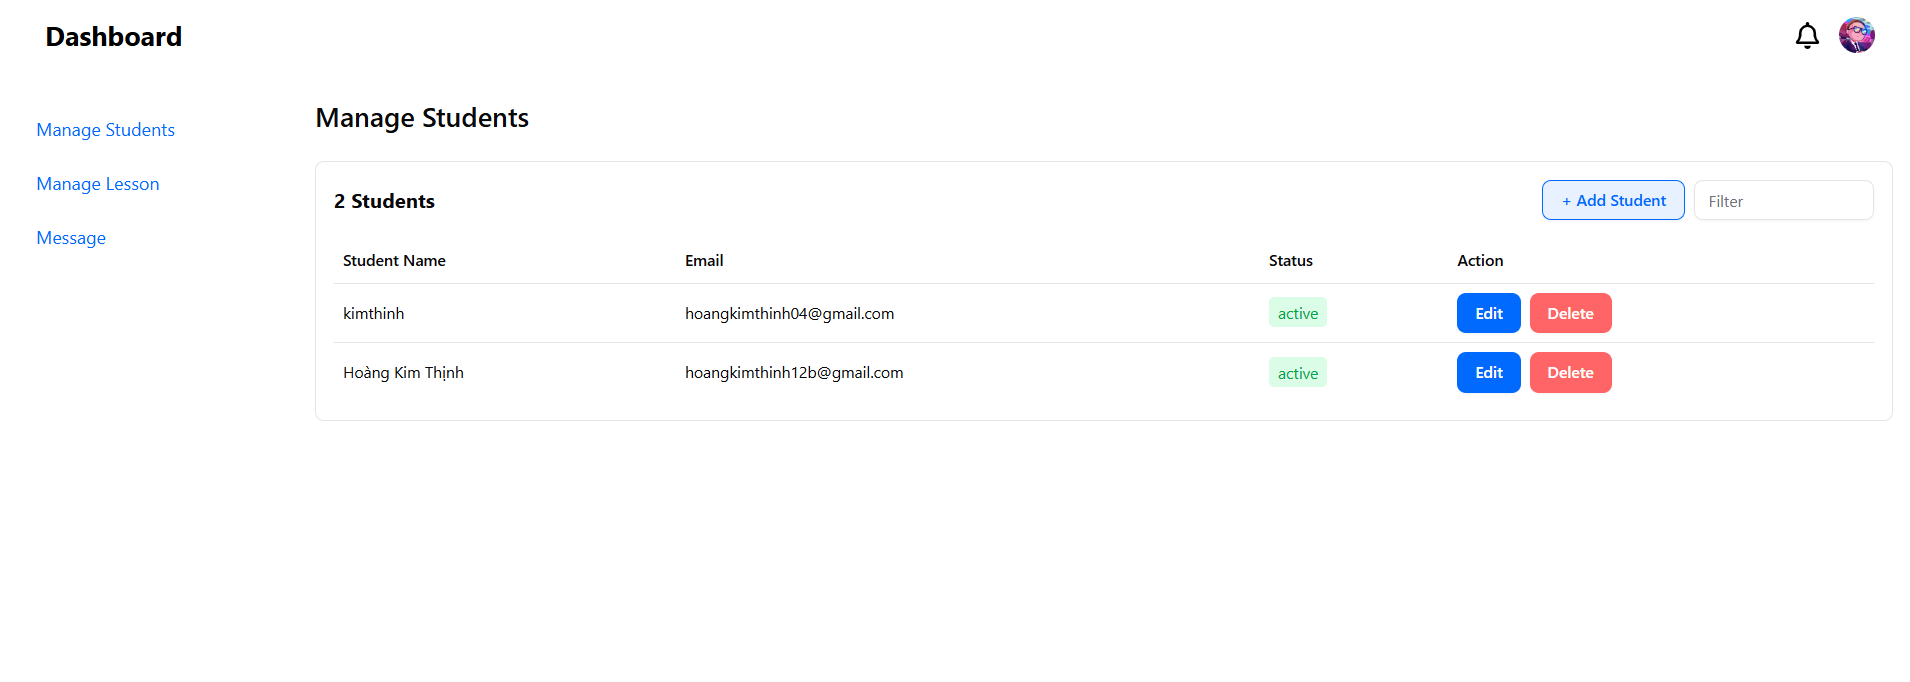 Dashboard
Manage Students
Manage Lesson
Message
Manage Students
2 Students
+ Add Student
Filter
Student Name Email Status Action
kimthinh hoangkimthinh04@gmail.com active Edit Delete
Hoàng Kim Thịnh hoangkimthinh12b@gmail.com active Edit Delete